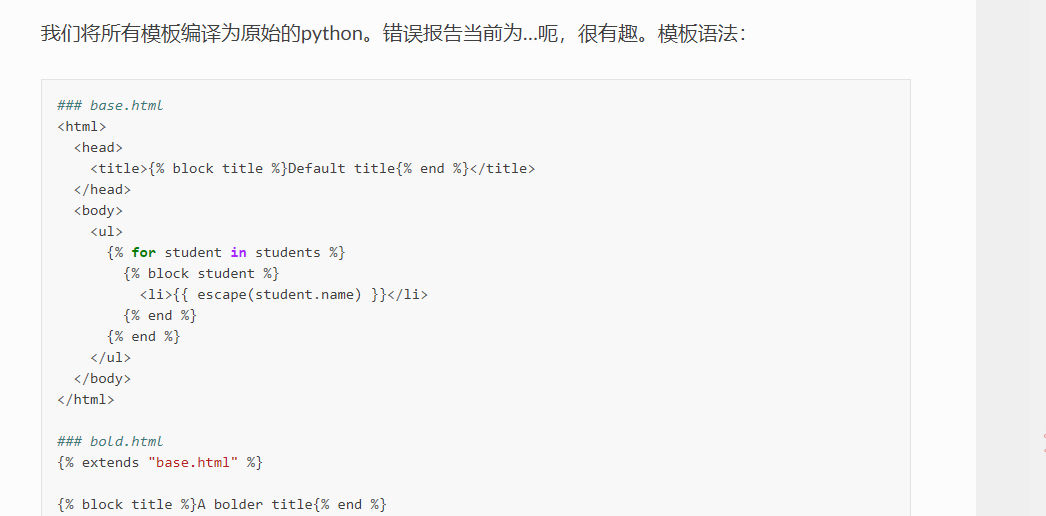 我们将所有模板编译为原始的python。错误报告当前为...呃，很有趣。模板语法：
### base.html
<html>
  <head>
    <title>{% block title %}Default title{% end %}</title>
  </head>
  <body>
    <ul>
      {% for student in students %}
        {% block student %}
          <li>{{ escape(student.name) }}</li>
        {% end %}
      {% end %}
    </ul>
  </body>
</html>

### bold.html
{% extends "base.html" %}

{% block title %}A bolder title{% end %}